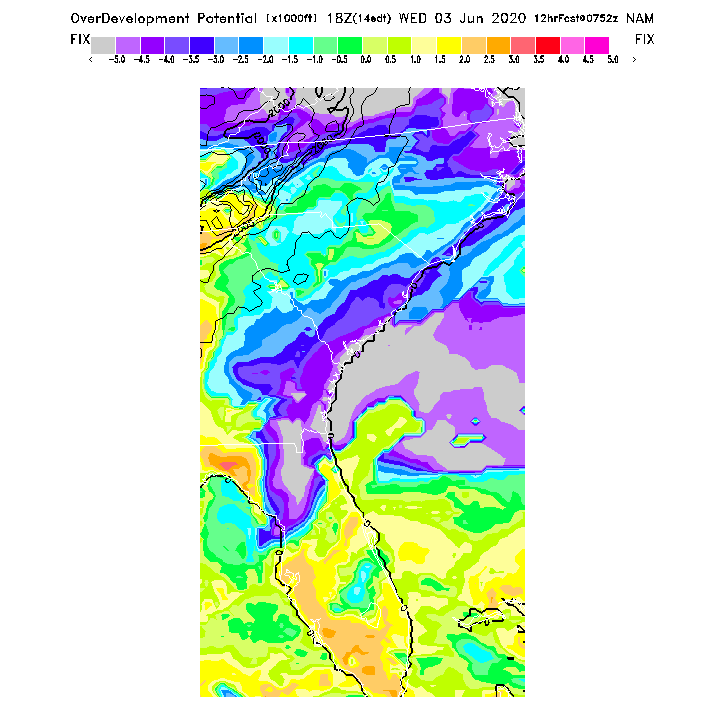 OverDevelopment Potential [x1000ft] 18Z(14edt) WED 03 Jun 2020 12hrFcst@0752z NAM
FIX FIX
< -5.0 -4.5 -4.0 -3.5 -3.0 -2.5 -2.0 -1.5 -1.0 -0.5 0.0 0.5 1.0 1.5 2.0 2.5 3.0 3.5 4.0 4.5 5.0 >